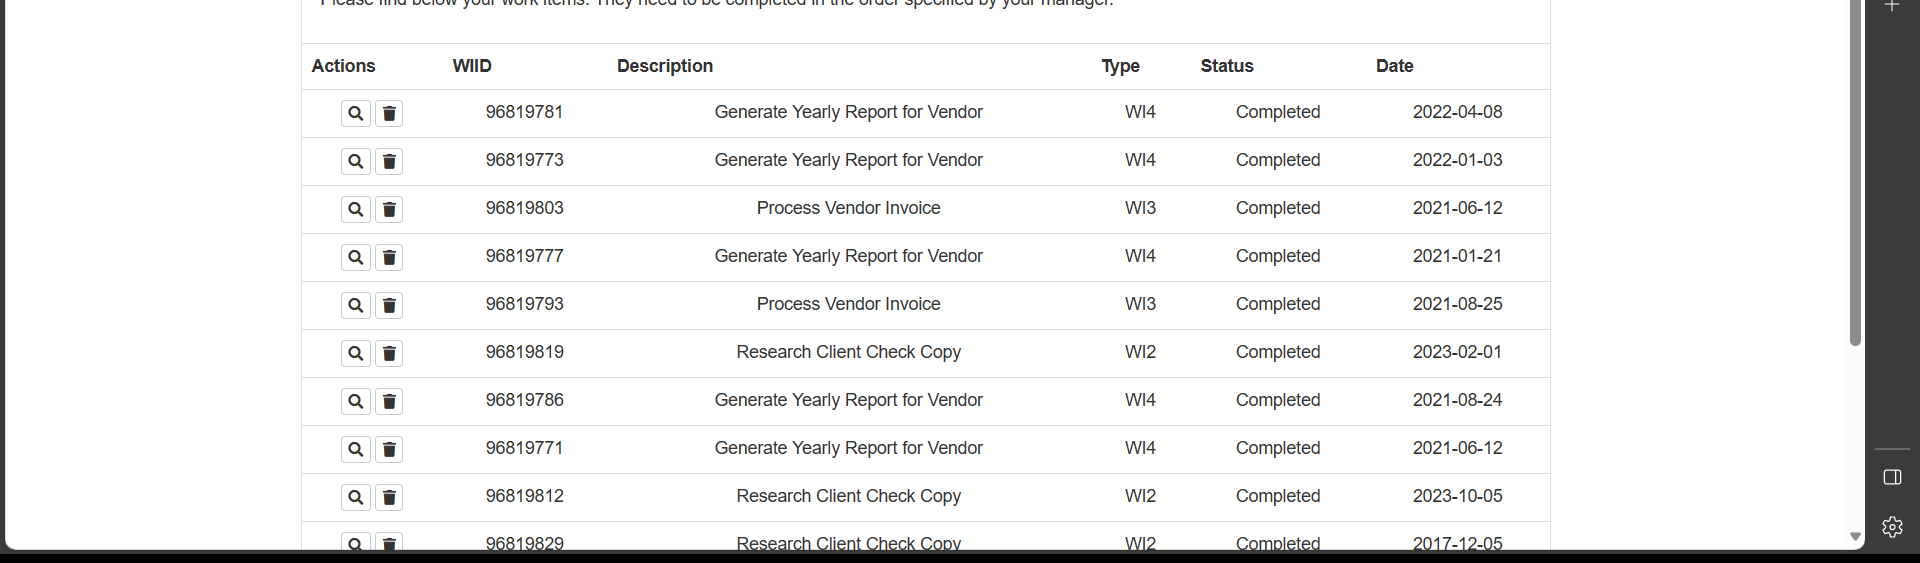 Please find below your work items. They need to be completed in the order specified by your manager.
Actions WIID Description Type Status Date
96819781 Generate Yearly Report for Vendor WI4 Completed 2022-04-08
96819773 Generate Yearly Report for Vendor WI4 Completed 2022-01-03
96819803 Process Vendor Invoice WI3 Completed 2021-06-12
96819777 Generate Yearly Report for Vendor WI4 Completed 2021-01-21
96819793 Process Vendor Invoice WI3 Completed 2021-08-25
96819819 Research Client Check Copy WI2 Completed 2023-02-01
96819786 Generate Yearly Report for Vendor WI4 Completed 2021-08-24
96819771 Generate Yearly Report for Vendor WI4 Completed 2021-06-12
96819812 Research Client Check Copy WI2 Completed 2023-10-05
96819829 Research Client Check Copy WI2 Completed 2017-12-05